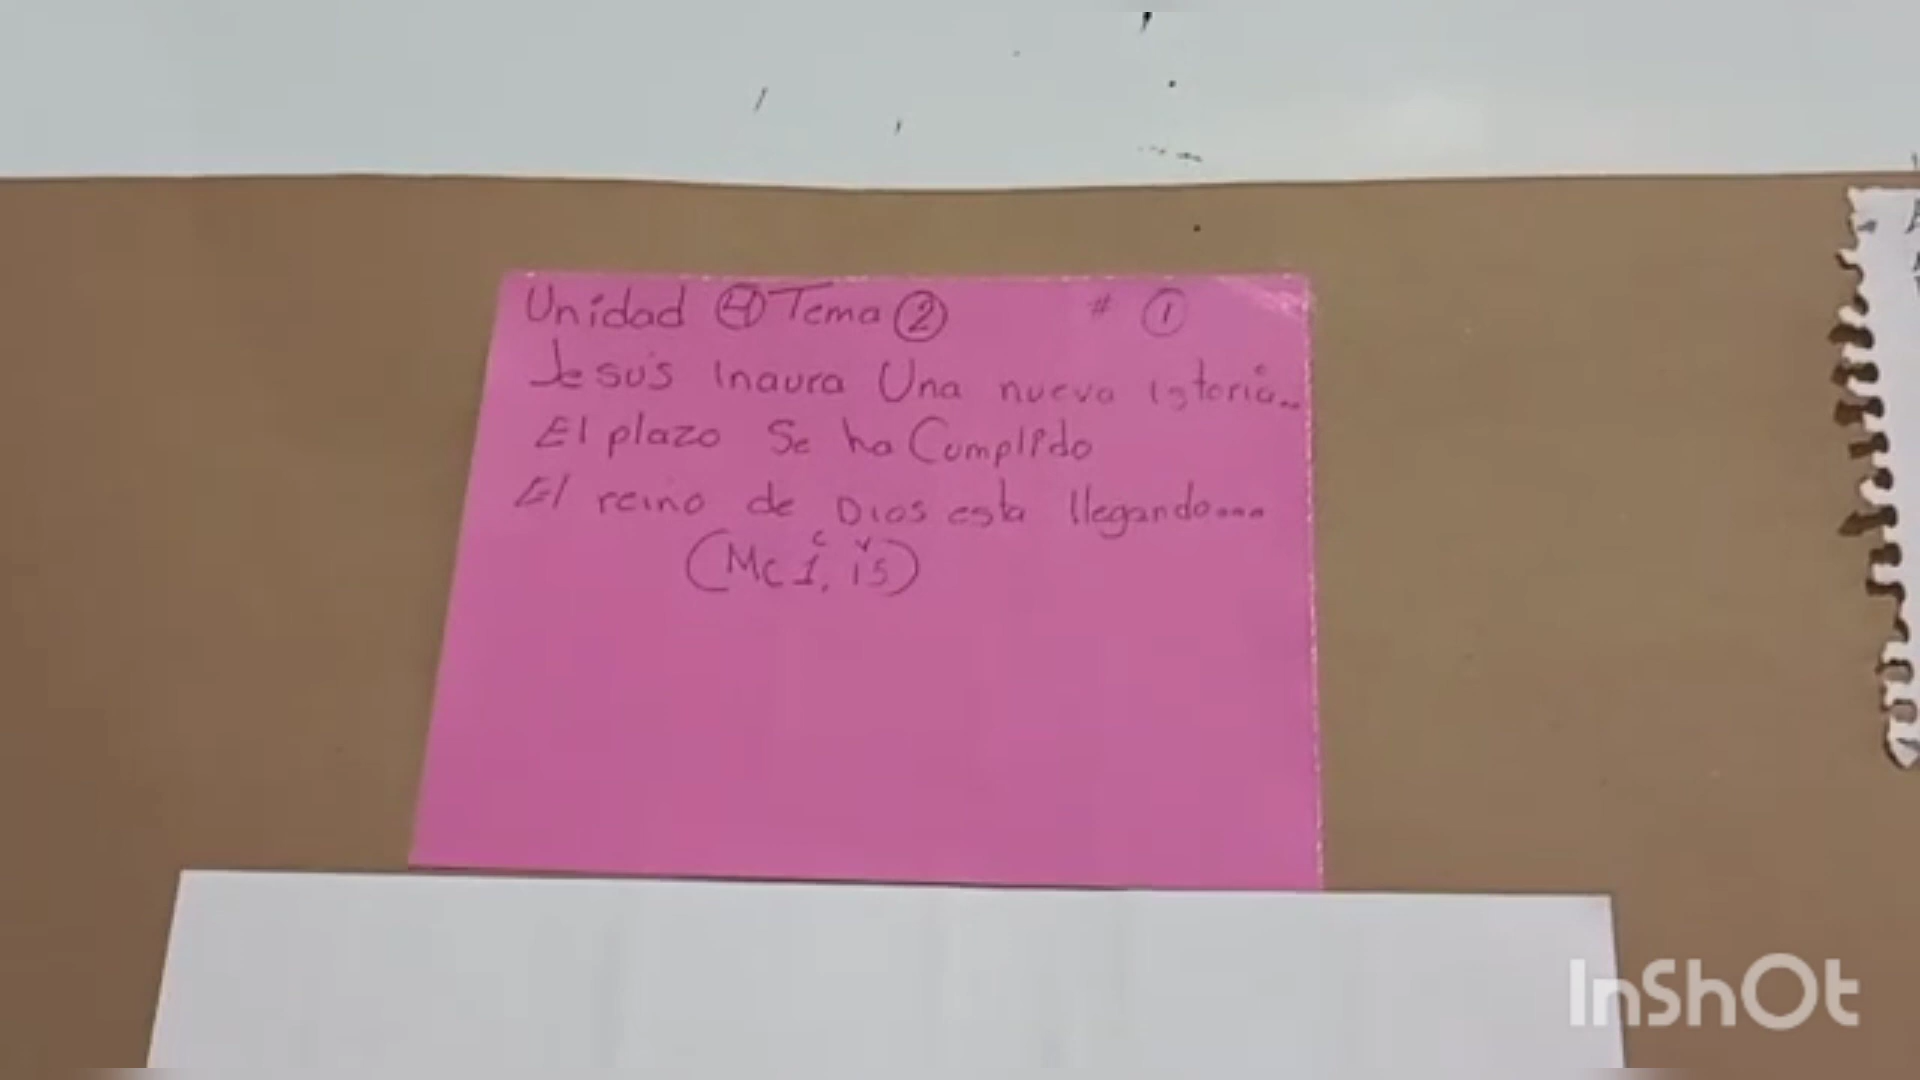 Unidad 4 Tema 2 # 1
Jesús inaura Una nueva istoria..
El plazo Se ha Cumplido
El reino de Dios esta llegando...
c v
(Mc 1, 15)
InShOt